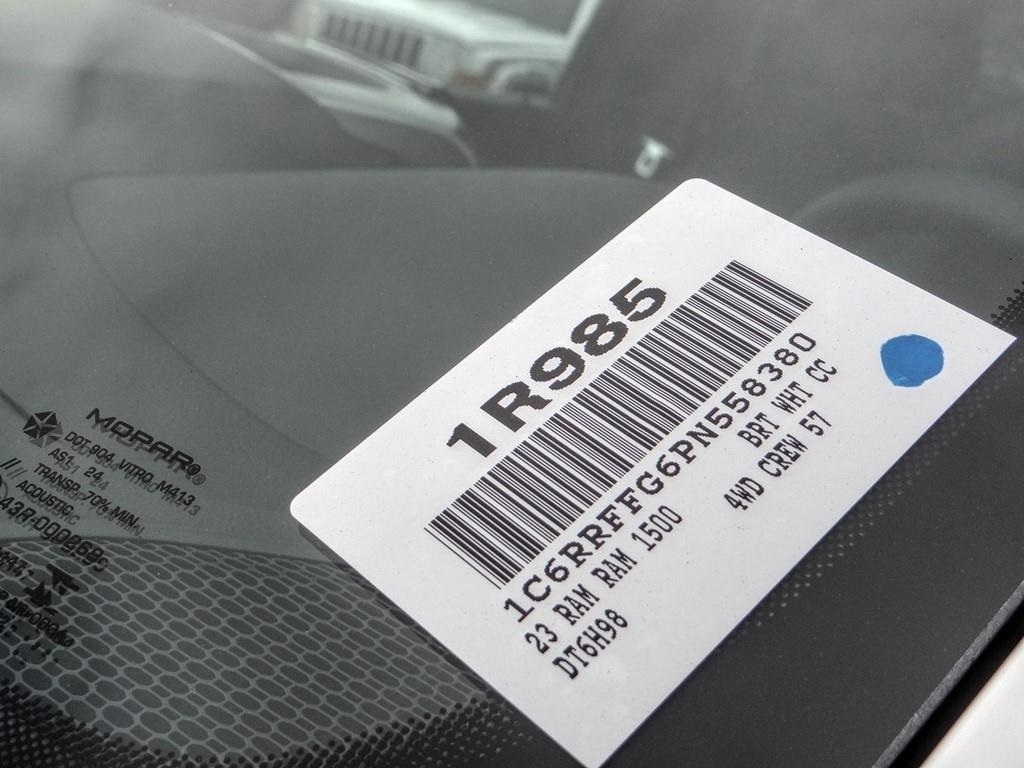 1R985
1C6RRFFG6PN558380
23 RAM RAM 1500 BRT WHT CC
DT6H98 4WD CREW 57
MOPAR®
DOT-904 VITRO M413
AS1 24
TRANSP. 70% MIN.
ACOUSTIC